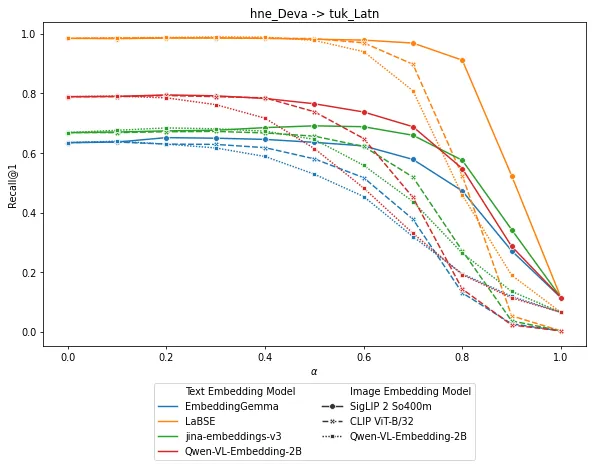 hne_Deva -> tuk_Latn
1.0
0.8
0.6
0.4
0.2
0.0
Recall@1
0.0 0.2 0.4 0.6 0.8 1.0
α
Text Embedding Model
EmbeddingGemma
LaBSE
jina-embeddings-v3
Qwen-VL-Embedding-2B
Image Embedding Model
SigLIP 2 So400m
CLIP ViT-B/32
Qwen-VL-Embedding-2B